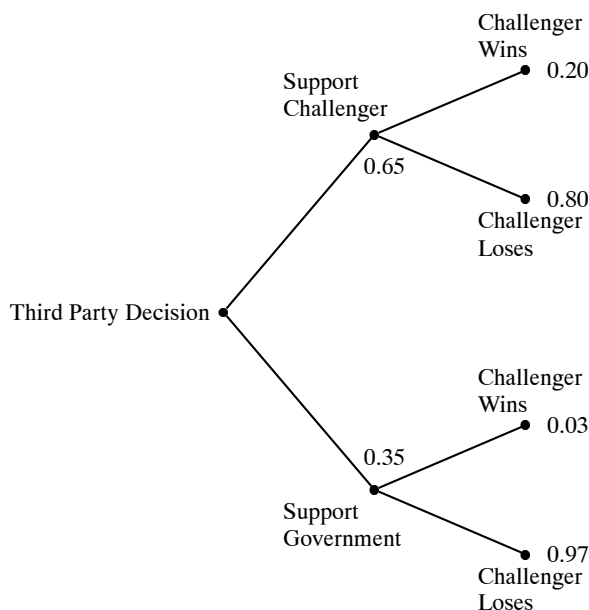 Challenger
Wins
0.20
Support
Challenger
0.65
0.80
Challenger
Loses
Third Party Decision
Challenger
Wins
0.03
0.35
Support
Government
0.97
Challenger
Loses